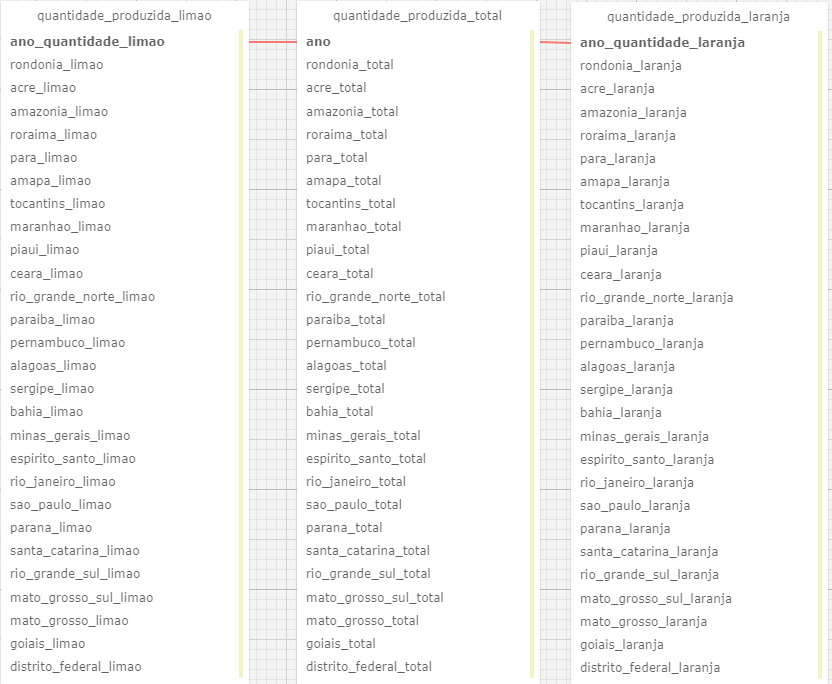 quantidade_produzida_limao
ano_quantidade_limao
rondonia_limao
acre_limao
amazonia_limao
roraima_limao
para_limao
amapa_limao
tocantins_limao
maranhao_limao
piaui_limao
ceara_limao
rio_grande_norte_limao
paraiba_limao
pernambuco_limao
alagoas_limao
sergipe_limao
bahia_limao
minas_gerais_limao
espirito_santo_limao
rio_janeiro_limao
sao_paulo_limao
parana_limao
santa_catarina_limao
rio_grande_sul_limao
mato_grosso_sul_limao
mato_grosso_limao
goiais_limao
distrito_federal_limao
quantidade_produzida_total
ano
rondonia_total
acre_total
amazonia_total
roraima_total
para_total
amapa_total
tocantins_total
maranhao_total
piaui_total
ceara_total
rio_grande_norte_total
paraiba_total
pernambuco_total
alagoas_total
sergipe_total
bahia_total
minas_gerais_total
espirito_santo_total
rio_janeiro_total
sao_paulo_total
parana_total
santa_catarina_total
rio_grande_sul_total
mato_grosso_sul_total
mato_grosso_total
goiais_total
distrito_federal_total
quantidade_produzida_laranja
ano_quantidade_laranja
rondonia_laranja
acre_laranja
amazonia_laranja
roraima_laranja
para_laranja
amapa_laranja
tocantins_laranja
maranhao_laranja
piaui_laranja
ceara_laranja
rio_grande_norte_laranja
paraiba_laranja
pernambuco_laranja
alagoas_laranja
sergipe_laranja
bahia_laranja
minas_gerais_laranja
espirito_santo_laranja
rio_janeiro_laranja
sao_paulo_laranja
parana_laranja
santa_catarina_laranja
rio_grande_sul_laranja
mato_grosso_sul_laranja
mato_grosso_laranja
goiais_laranja
distrito_federal_laranja